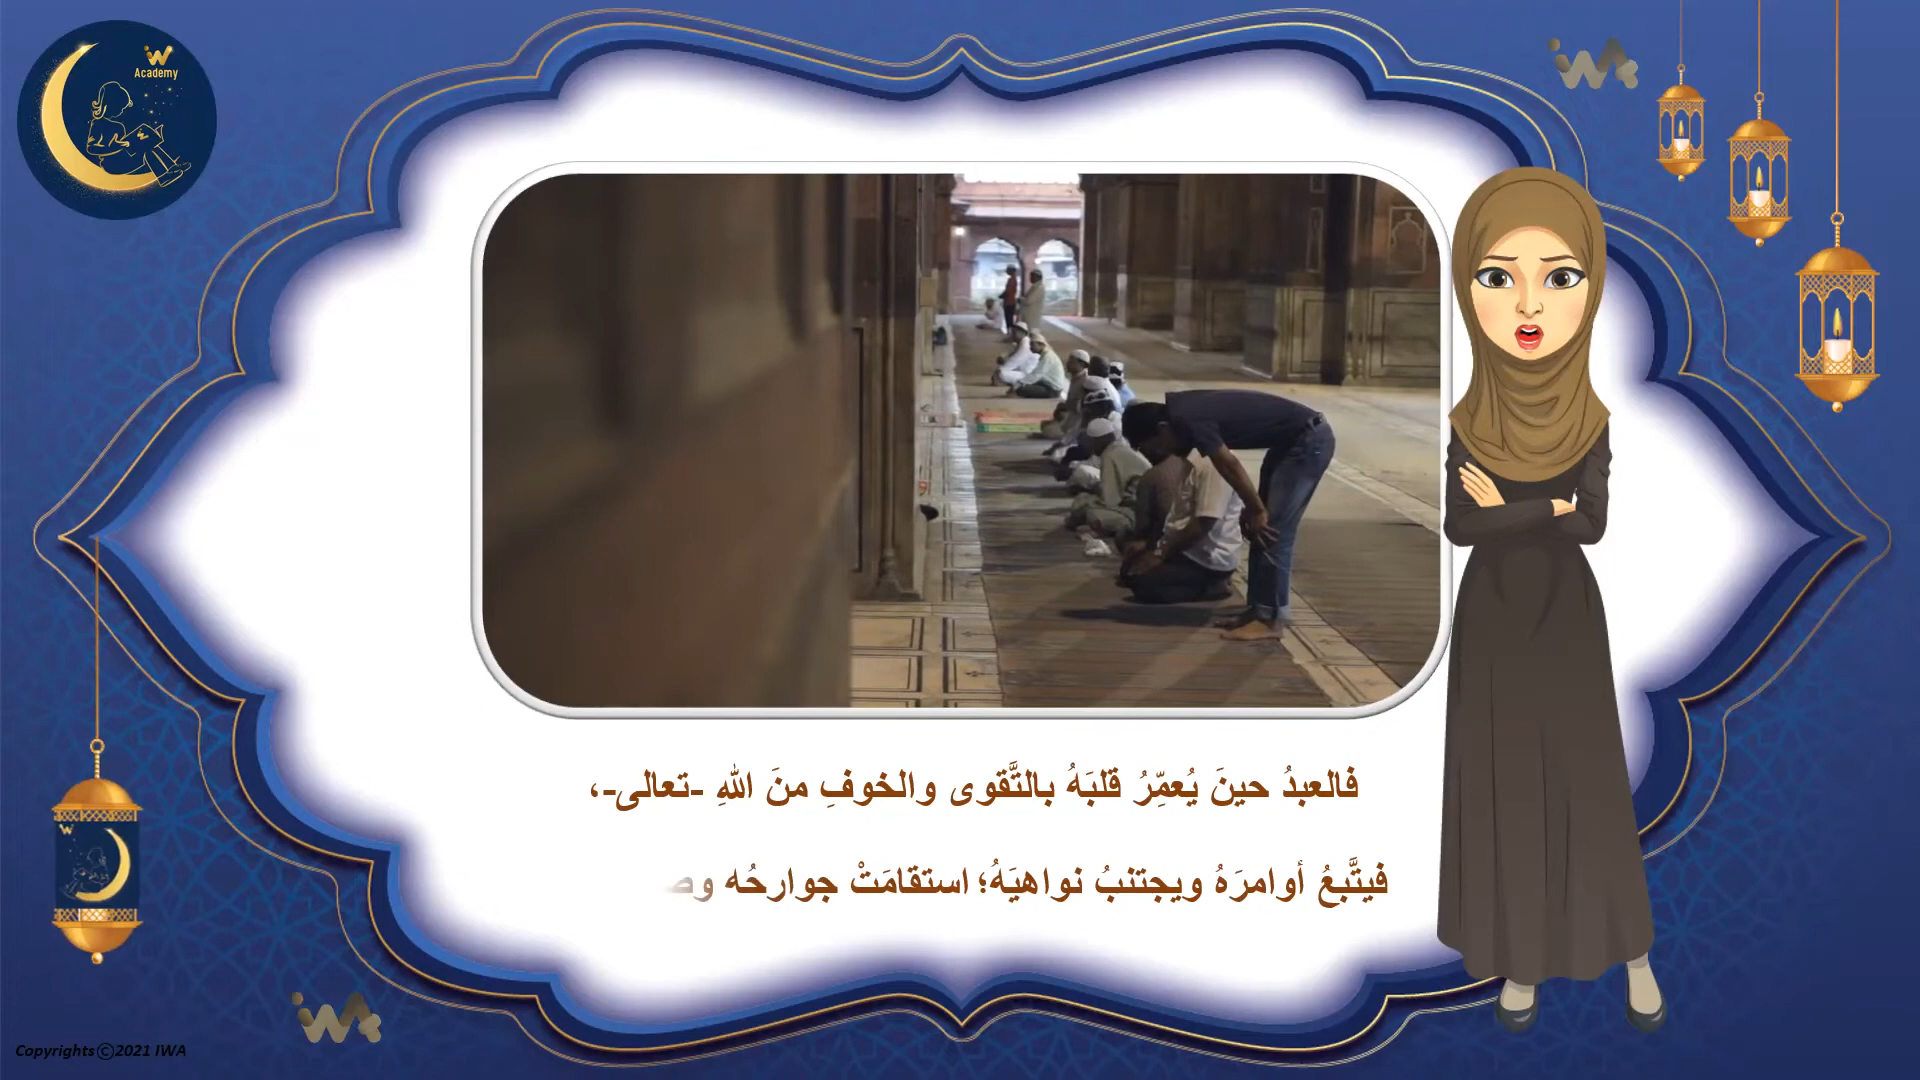 Academy
فالعبدُ حينَ يُعمِّرُ قلبَهُ بالتَّقوى والخوفِ منَ اللهِ -تعالى-،
فيتَّبعُ أوامرَهُ ويجتنبُ نواهيَهُ؛ استقامَتْ جوارحُه
Copyrights©2021 IWA